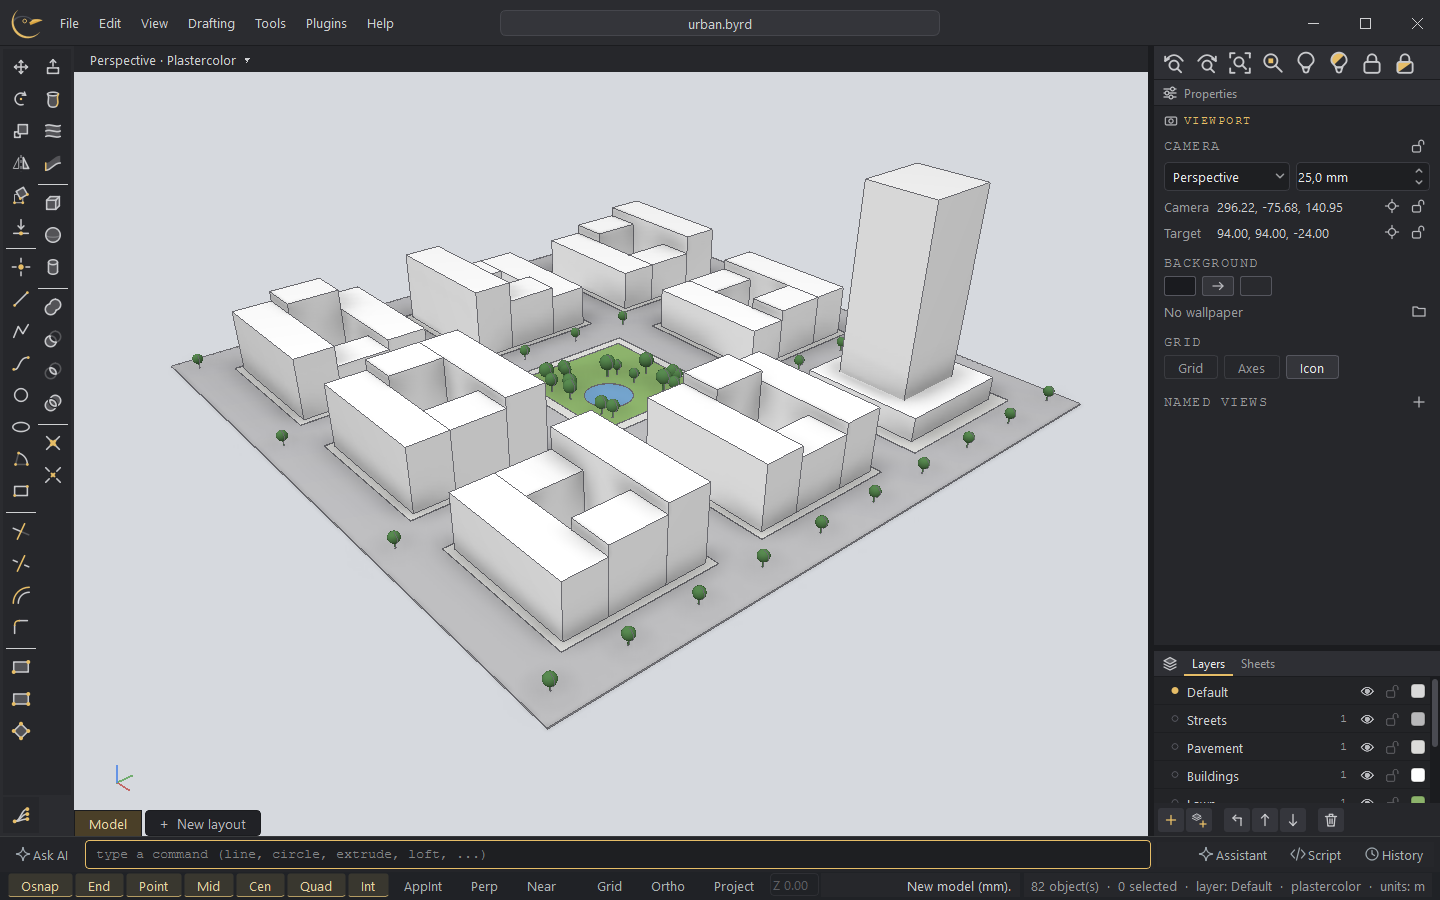 File Edit View Drafting Tools Plugins Help urban.byrd
Perspective · Plastercolor
Properties
VIEWPORT
CAMERA
Perspective 25,0 mm
Camera 296.22, -75.68, 140.95
Target 94.00, 94.00, -24.00
BACKGROUND
No wallpaper
GRID
Grid Axes Icon
NAMED VIEWS
Layers Sheets
Default
Streets 1
Pavement 1
Buildings 1
Model + New layout
Ask AI type a command (line, circle, extrude, loft, ...) Assistant Script History
Osnap End Point Mid Cen Quad Int AppInt Perp Near Grid Ortho Project Z 0.00 New model (mm). 82 object(s) · 0 selected · layer: Default · plastercolor · units: m